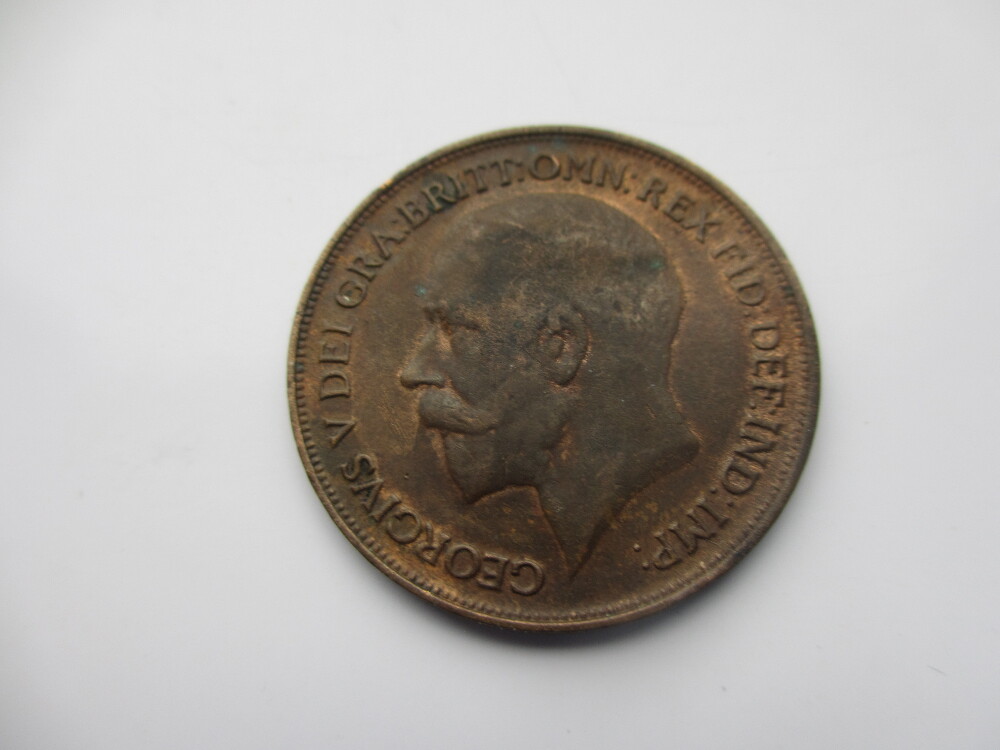 GEORGIVS V DEI GRA: BRITT: OMN: REX FID: DEF: IND: IMP: